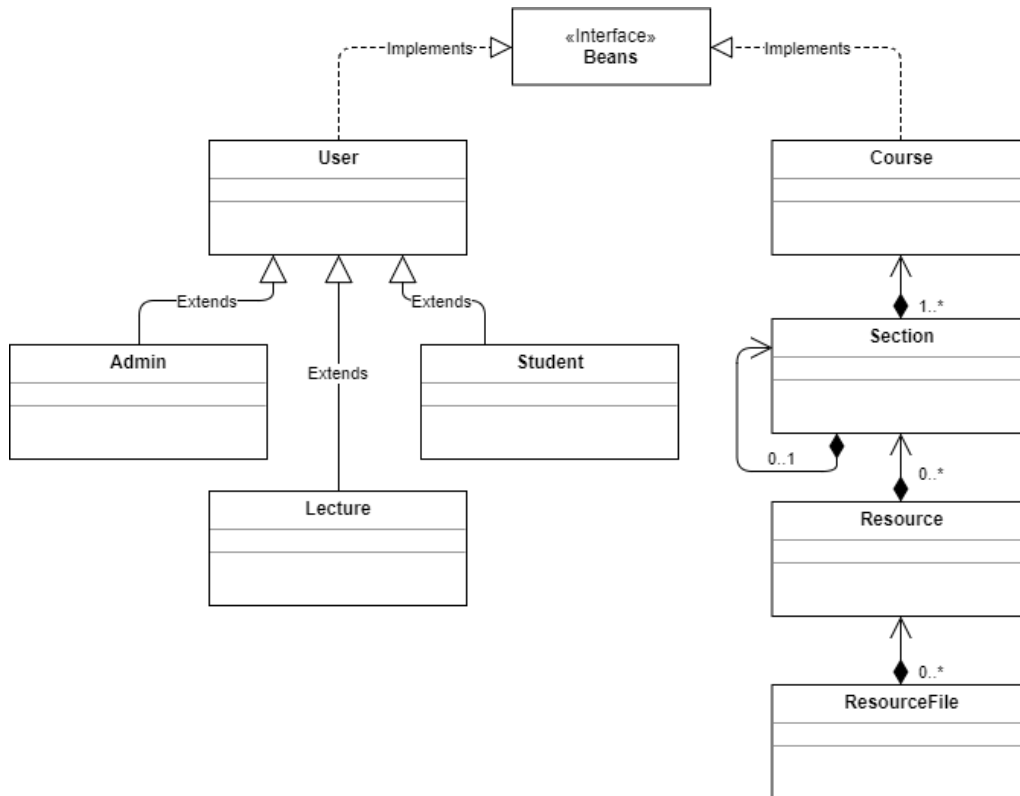 «Interface»
Beans
Implements
Implements
User
Course
Extends
Extends
Extends
1..*
Section
Admin
Student
0..1
0..*
Lecture
Resource
0..*
ResourceFile